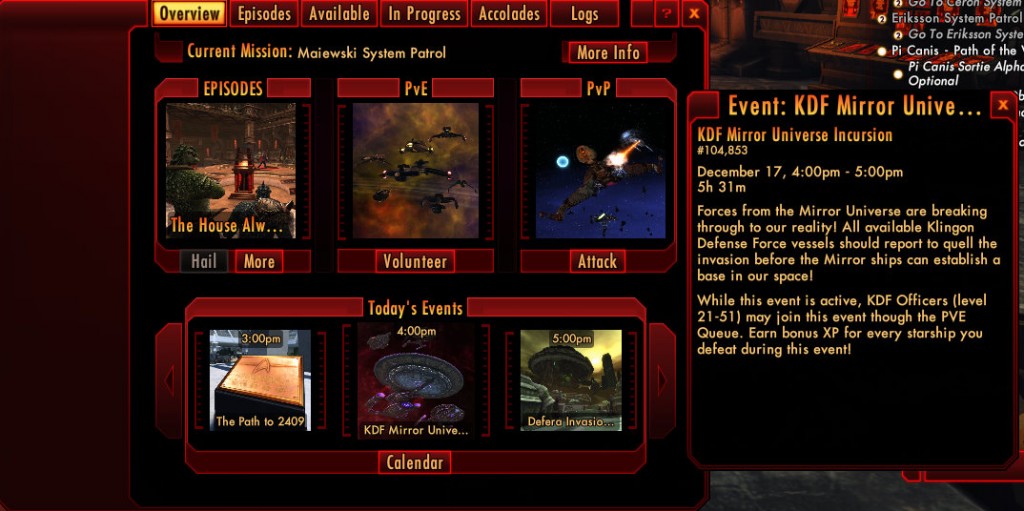 Overview
Episodes
Available
In Progress
Accolades
Logs
?
x
Current Mission: Maiewski System Patrol
More Info
EPISODES
PvE
PvP
The House Alw...
Hail
More
Volunteer
Attack
Today's Events
3:00pm
4:00pm
5:00pm
The Path to 2409
KDF Mirror Unive...
Defera Invasio...
Calendar
Go To Ceron System
2 Eriksson System Patrol
2 Go To Eriksson Syste
Pi Canis - Path of the
Pi Canis Sortie Alpha
Optional
Event: KDF Mirror Unive...
x
KDF Mirror Universe Incursion
#104,853
December 17, 4:00pm - 5:00pm
5h 31m
Forces from the Mirror Universe are breaking
through to our reality! All available Klingon
Defense Force vessels should report to quell the
invasion before the Mirror ships can establish a
base in our space!
While this event is active, KDF Officers (level
21-51) may join this event though the PVE
Queue. Earn bonus XP for every starship you
defeat during this event!